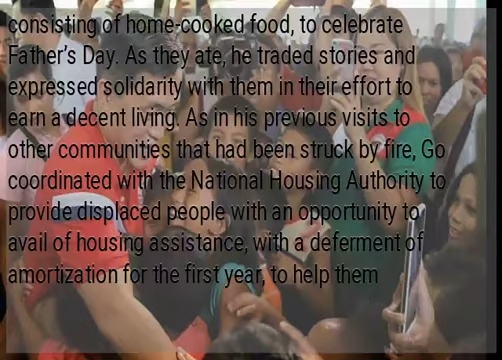 consisting of home-cooked food, to celebrate
Father's Day. As they ate, he traded stories and
expressed solidarity with them in their effort to
earn a decent living. As in his previous visits to
other communities that had been struck by fire, Go
coordinated with the National Housing Authority to
provide displaced people with an opportunity to
avail of housing assistance, with a deferment of
amortization for the first year, to help them